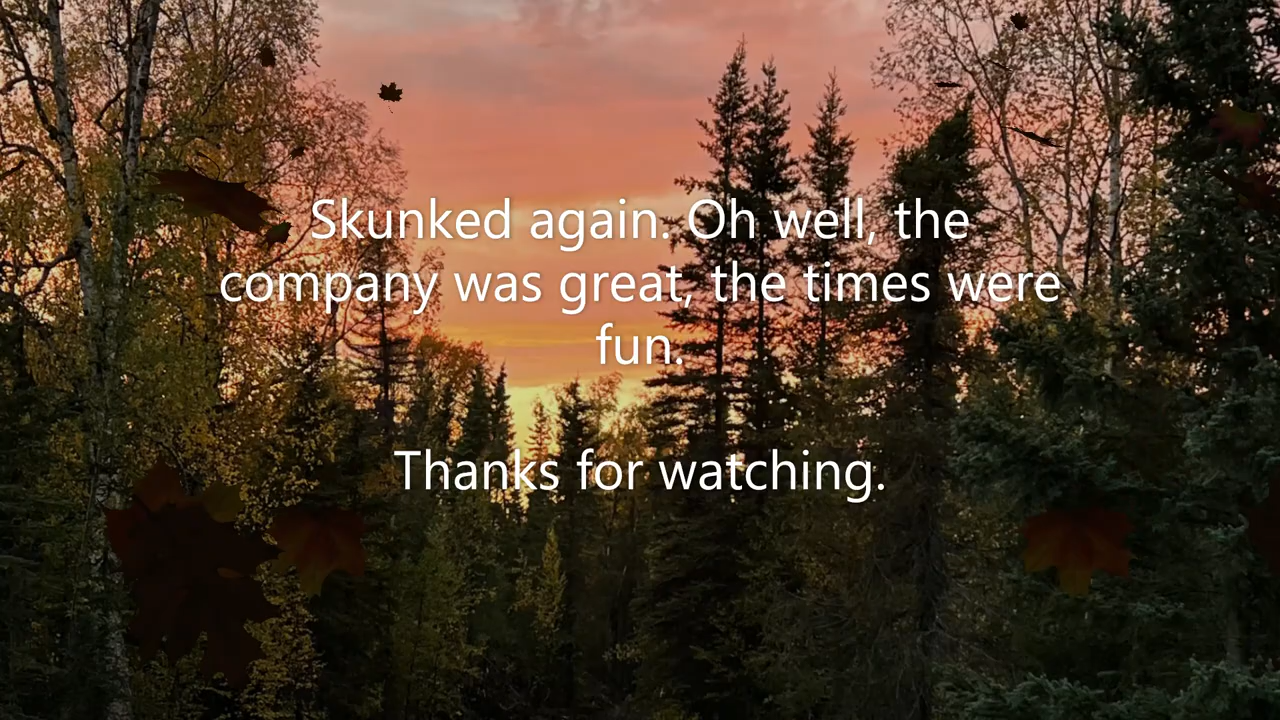 Skunked again. Oh well, the
company was great, the times were
fun.
Thanks for watching.